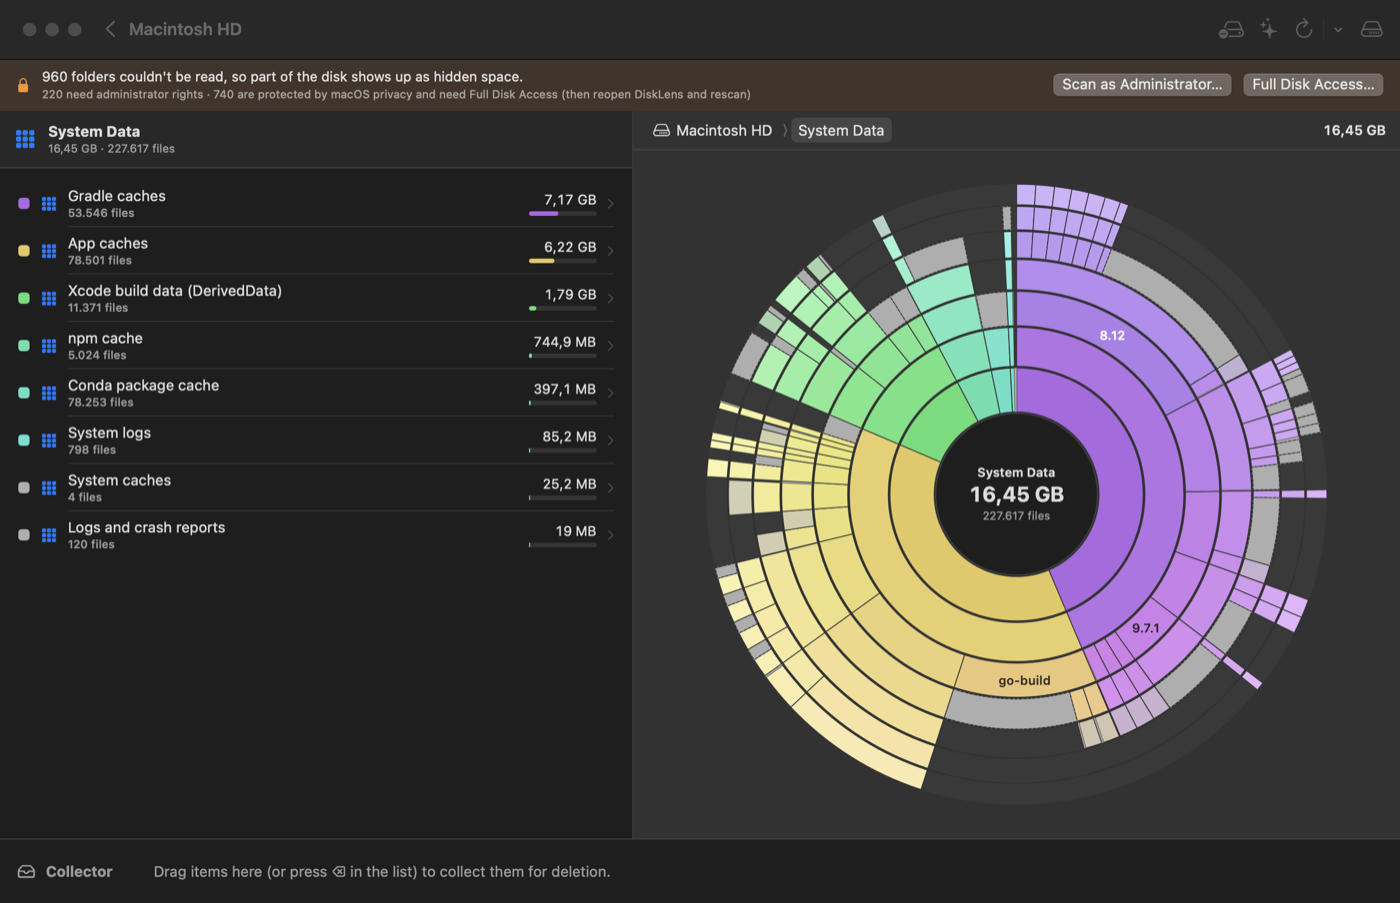 Macintosh HD
960 folders couldn't be read, so part of the disk shows up as hidden space.
220 need administrator rights · 740 are protected by macOS privacy and need Full Disk Access (then reopen DiskLens and rescan)
Scan as Administrator...
Full Disk Access...
System Data
16,45 GB · 227.617 files
Gradle caches
7,17 GB
53.546 files
App caches
6,22 GB
78.501 files
Xcode build data (DerivedData)
1,79 GB
11.371 files
npm cache
744,9 MB
5.024 files
Conda package cache
397,1 MB
78.253 files
System logs
85,2 MB
798 files
System caches
25,2 MB
4 files
Logs and crash reports
19 MB
120 files
Macintosh HD
System Data
16,45 GB
8.12
System Data
16,45 GB
227.617 files
9.7.1
go-build
Collector
Drag items here (or press ⌫ in the list) to collect them for deletion.